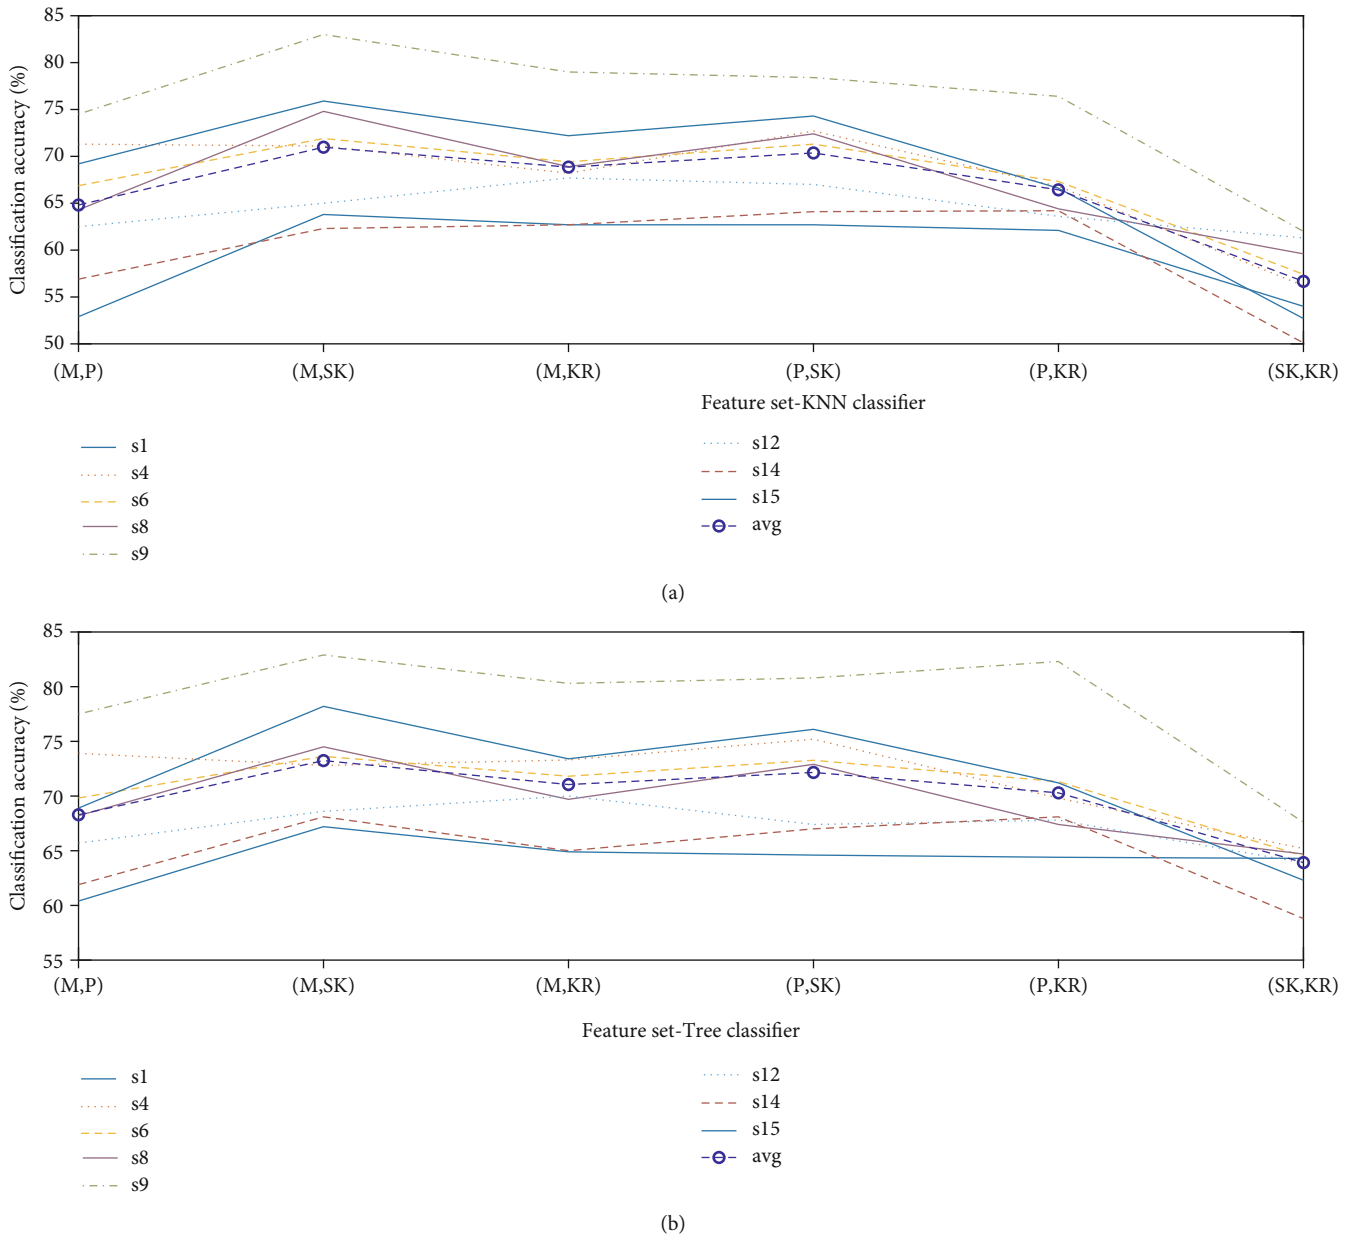 Classification accuracy (%)
85
80
75
70
65
60
55
50
(M,P) (M,SK) (M,KR) (P,SK) (P,KR) (SK,KR)
Feature set-KNN classifier
s1
s4
s6
s8
s9
s12
s14
s15
avg
(a)
Classification accuracy (%)
85
80
75
70
65
60
55
(M,P) (M,SK) (M,KR) (P,SK) (P,KR) (SK,KR)
Feature set-Tree classifier
s1
s4
s6
s8
s9
s12
s14
s15
avg
(b)